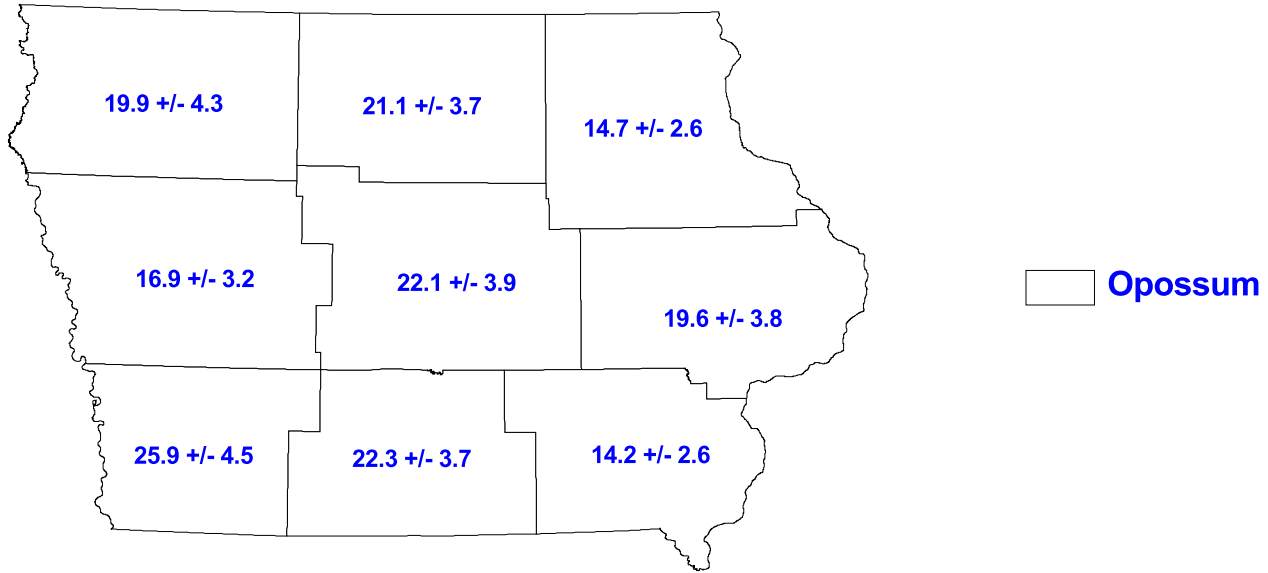 19.9 +/- 4.3
21.1 +/- 3.7
14.7 +/- 2.6
16.9 +/- 3.2
22.1 +/- 3.9
19.6 +/- 3.8
25.9 +/- 4.5
22.3 +/- 3.7
14.2 +/- 2.6
Opossum